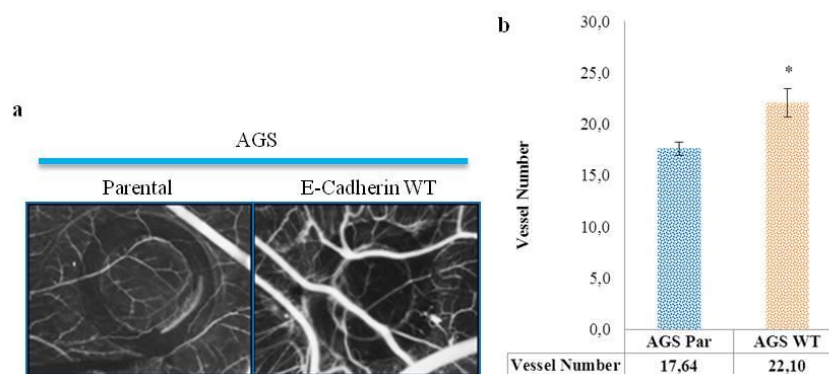 a
AGS
Parental
E-Cadherin WT
b
30,0
25,0
20,0
15,0
10,0
5,0
0,0
Vessel Number
*
AGS Par
AGS WT
Vessel Number
17,64
22,10